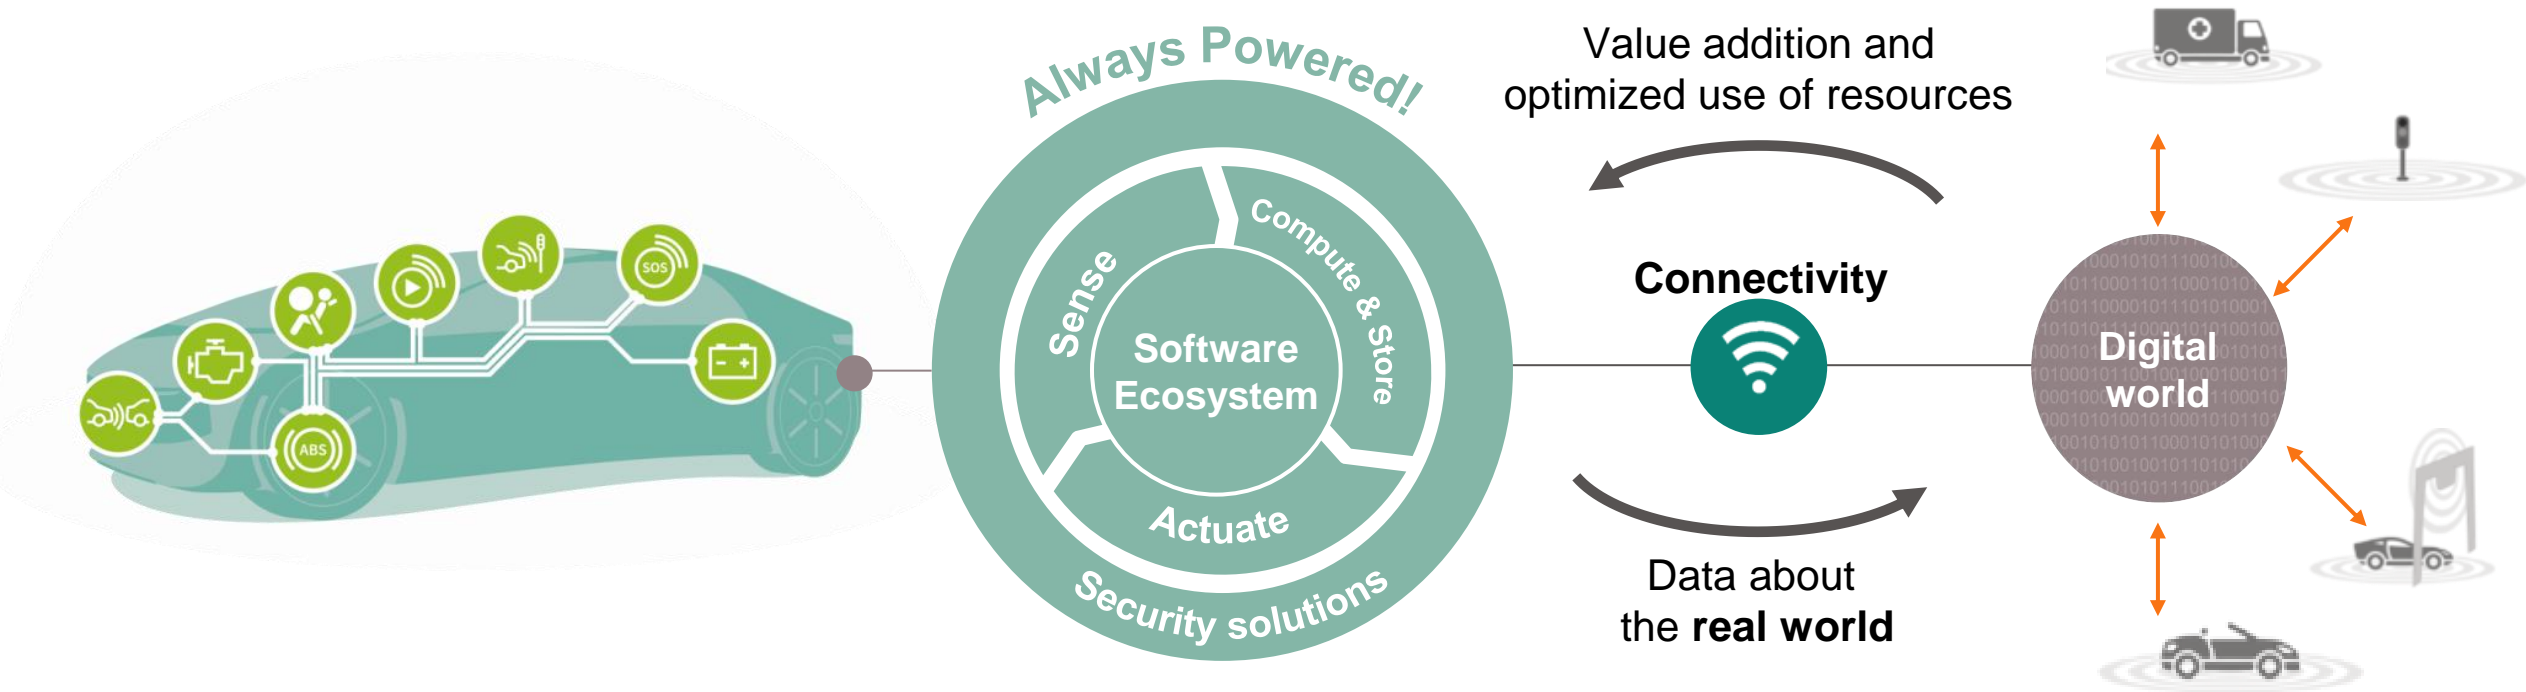 SOS
ABS
Always Powered!
Sense
Compute & Store
Software
Ecosystem
Actuate
Security solutions
Value addition and
optimized use of resources
Connectivity
Data about
the real world
Digital
world